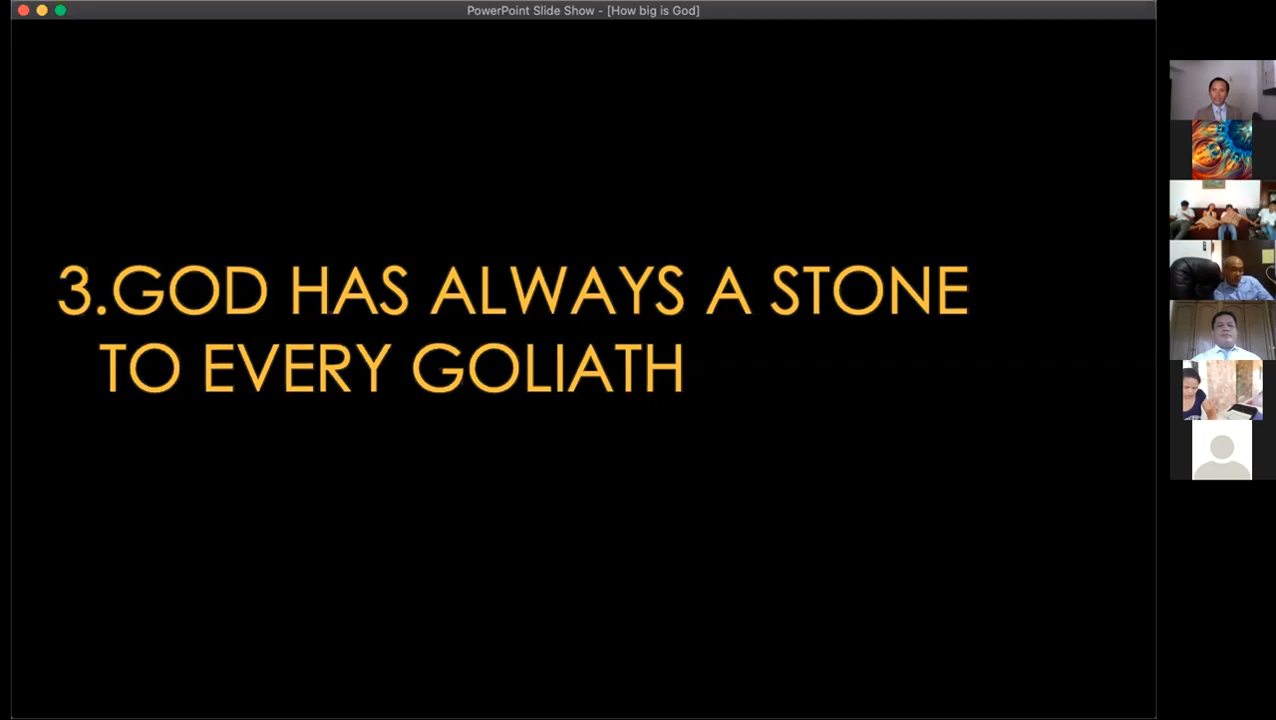 PowerPoint Slide Show - [How big is God]
3.GOD HAS ALWAYS A STONE
TO EVERY GOLIATH